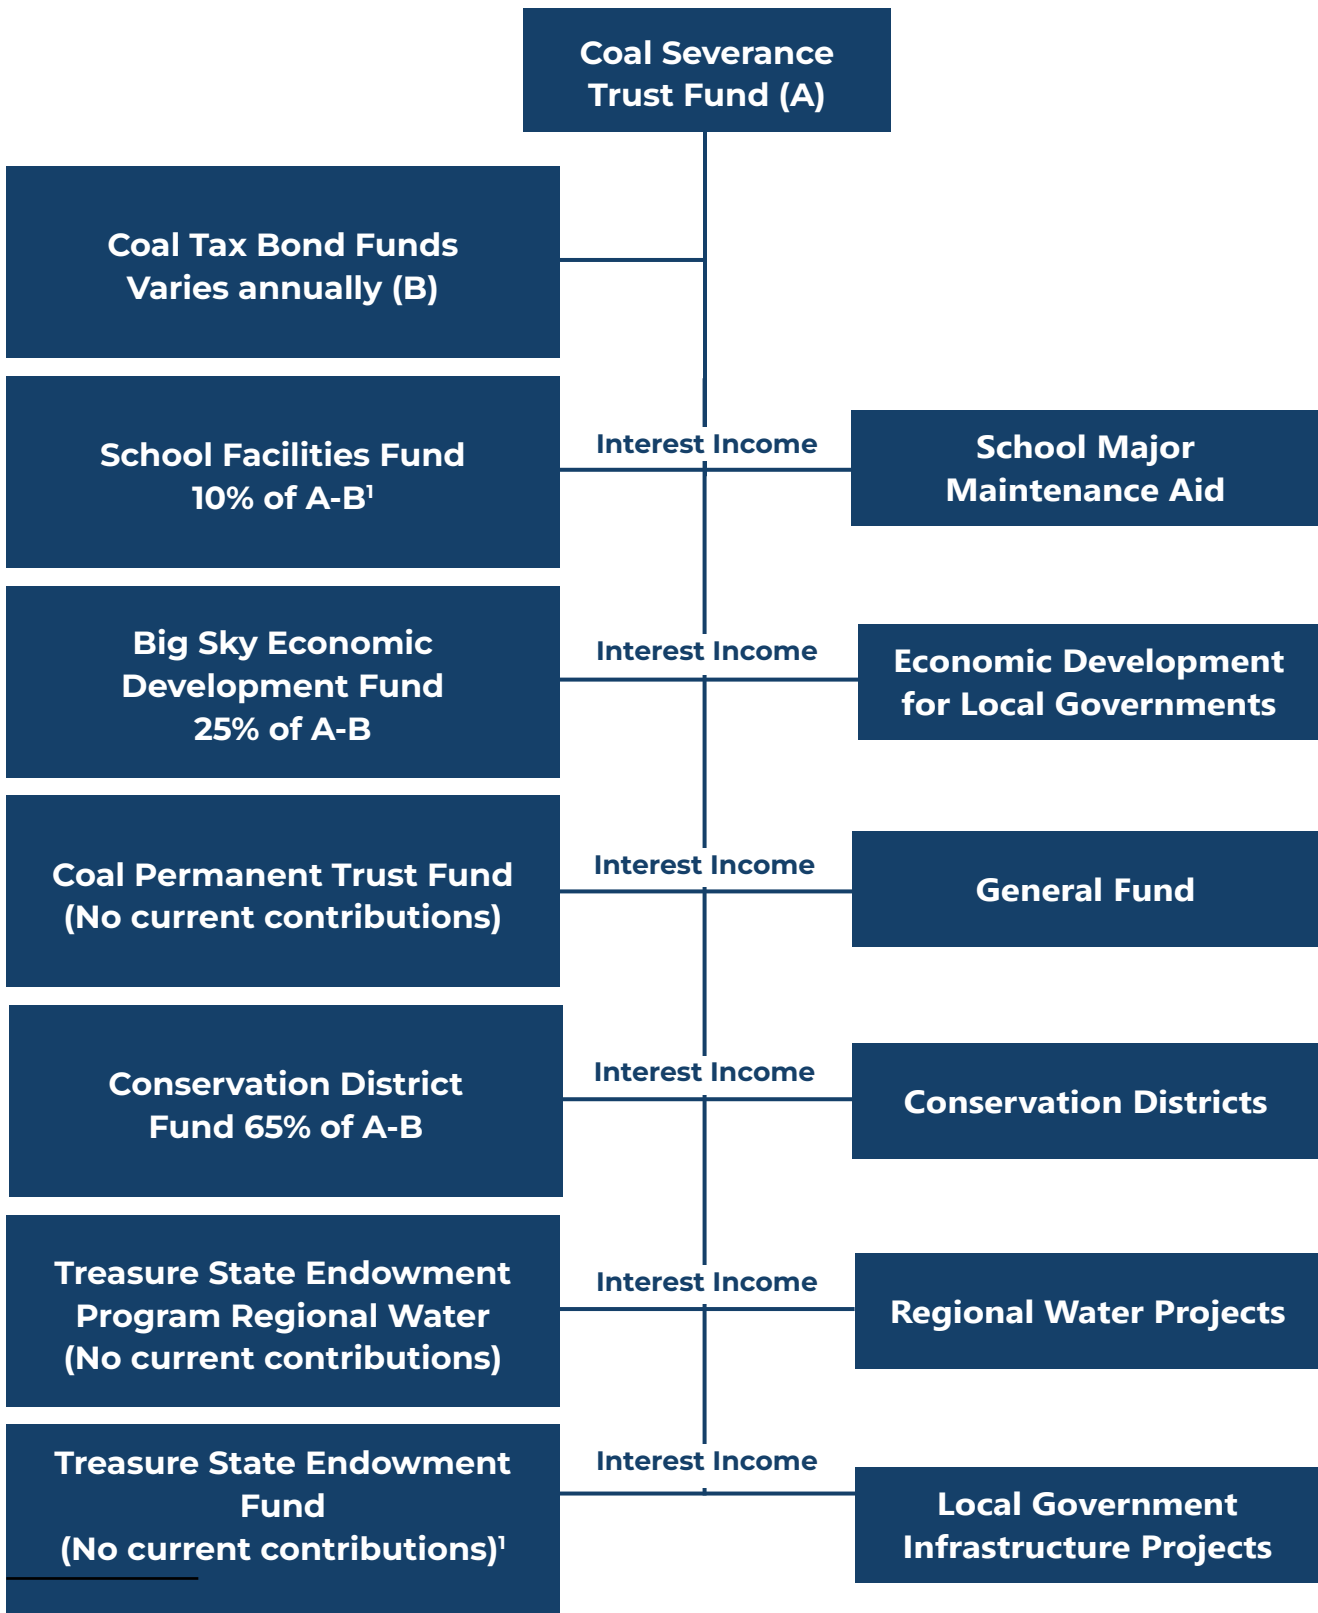 Coal Severance
Trust Fund (A)
Coal Tax Bond Funds
Varies annually (B)
School Facilities Fund
10% of A-B¹
Interest Income
School Major
Maintenance Aid
Big Sky Economic
Development Fund
25% of A-B
Interest Income
Economic Development
for Local Governments
Coal Permanent Trust Fund
(No current contributions)
Interest Income
General Fund
Conservation District
Fund 65% of A-B
Interest Income
Conservation Districts
Treasure State Endowment
Program Regional Water
(No current contributions)
Interest Income
Regional Water Projects
Treasure State Endowment
Fund
(No current contributions)¹
Interest Income
Local Government
Infrastructure Projects